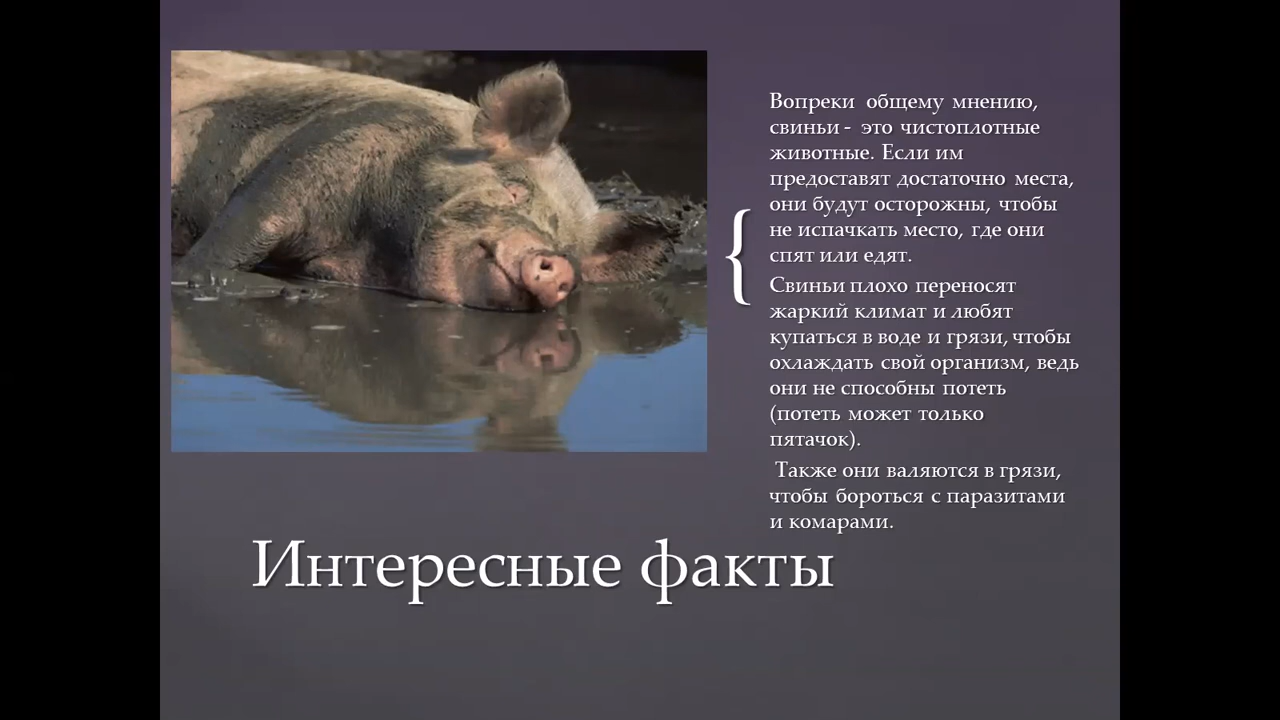 Вопреки общему мнению,
свиньи - это чистоплотные
животные. Если им
предоставят достаточно места,
они будут осторожны, чтобы
не испачкать место, где они
спят или едят.
Свиньи плохо переносят
жаркий климат и любят
купаться в воде и грязи, чтобы
охлаждать свой организм, ведь
они не способны потеть
(потеть может только
пятачок).
Также они валяются в грязи,
чтобы бороться с паразитами
и комарами.
Интересные факты